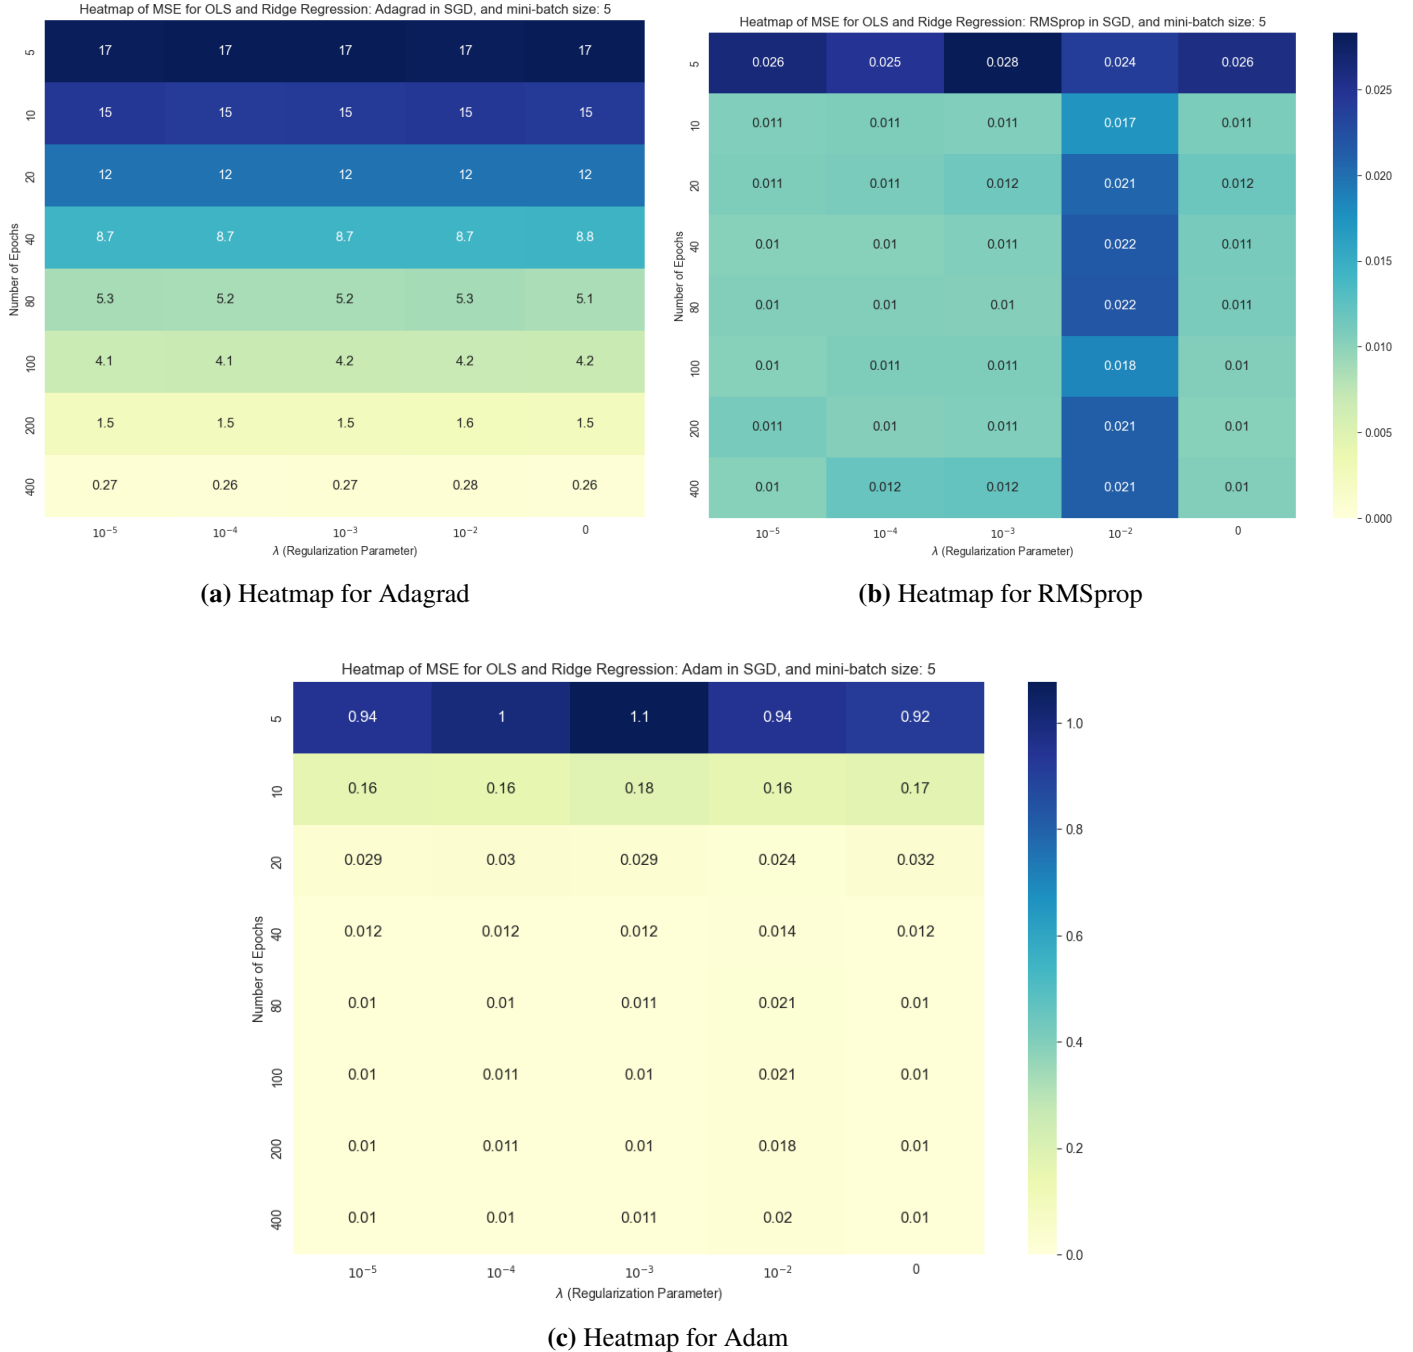 Heatmap of MSE for OLS and Ridge Regression: Adagrad in SGD, and mini-batch size: 5
Number of Epochs
5 17 17 17 17 17
10 15 15 15 15 15
20 12 12 12 12 12
40 8.7 8.7 8.7 8.7 8.8
80 5.3 5.2 5.2 5.3 5.1
100 4.1 4.1 4.2 4.2 4.2
200 1.5 1.5 1.5 1.6 1.5
400 0.27 0.26 0.27 0.28 0.26
10⁻⁵ 10⁻⁴ 10⁻³ 10⁻² 0
λ (Regularization Parameter)
(a) Heatmap for Adagrad
Heatmap of MSE for OLS and Ridge Regression: RMSprop in SGD, and mini-batch size: 5
Number of Epochs
5 0.026 0.025 0.028 0.024 0.026
10 0.011 0.011 0.011 0.017 0.011
20 0.011 0.011 0.012 0.021 0.012
40 0.01 0.01 0.011 0.022 0.011
80 0.01 0.01 0.01 0.022 0.011
100 0.01 0.011 0.011 0.018 0.01
200 0.011 0.01 0.011 0.021 0.01
400 0.01 0.012 0.012 0.021 0.01
10⁻⁵ 10⁻⁴ 10⁻³ 10⁻² 0
λ (Regularization Parameter)
0.025
0.020
0.015
0.010
0.005
0.000
(b) Heatmap for RMSprop
Heatmap of MSE for OLS and Ridge Regression: Adam in SGD, and mini-batch size: 5
Number of Epochs
5 0.94 1 1.1 0.94 0.92
10 0.16 0.16 0.18 0.16 0.17
20 0.029 0.03 0.029 0.024 0.032
40 0.012 0.012 0.012 0.014 0.012
80 0.01 0.01 0.011 0.021 0.01
100 0.01 0.011 0.01 0.021 0.01
200 0.01 0.011 0.01 0.018 0.01
400 0.01 0.01 0.011 0.02 0.01
10⁻⁵ 10⁻⁴ 10⁻³ 10⁻² 0
λ (Regularization Parameter)
1.0
0.8
0.6
0.4
0.2
0.0
(c) Heatmap for Adam